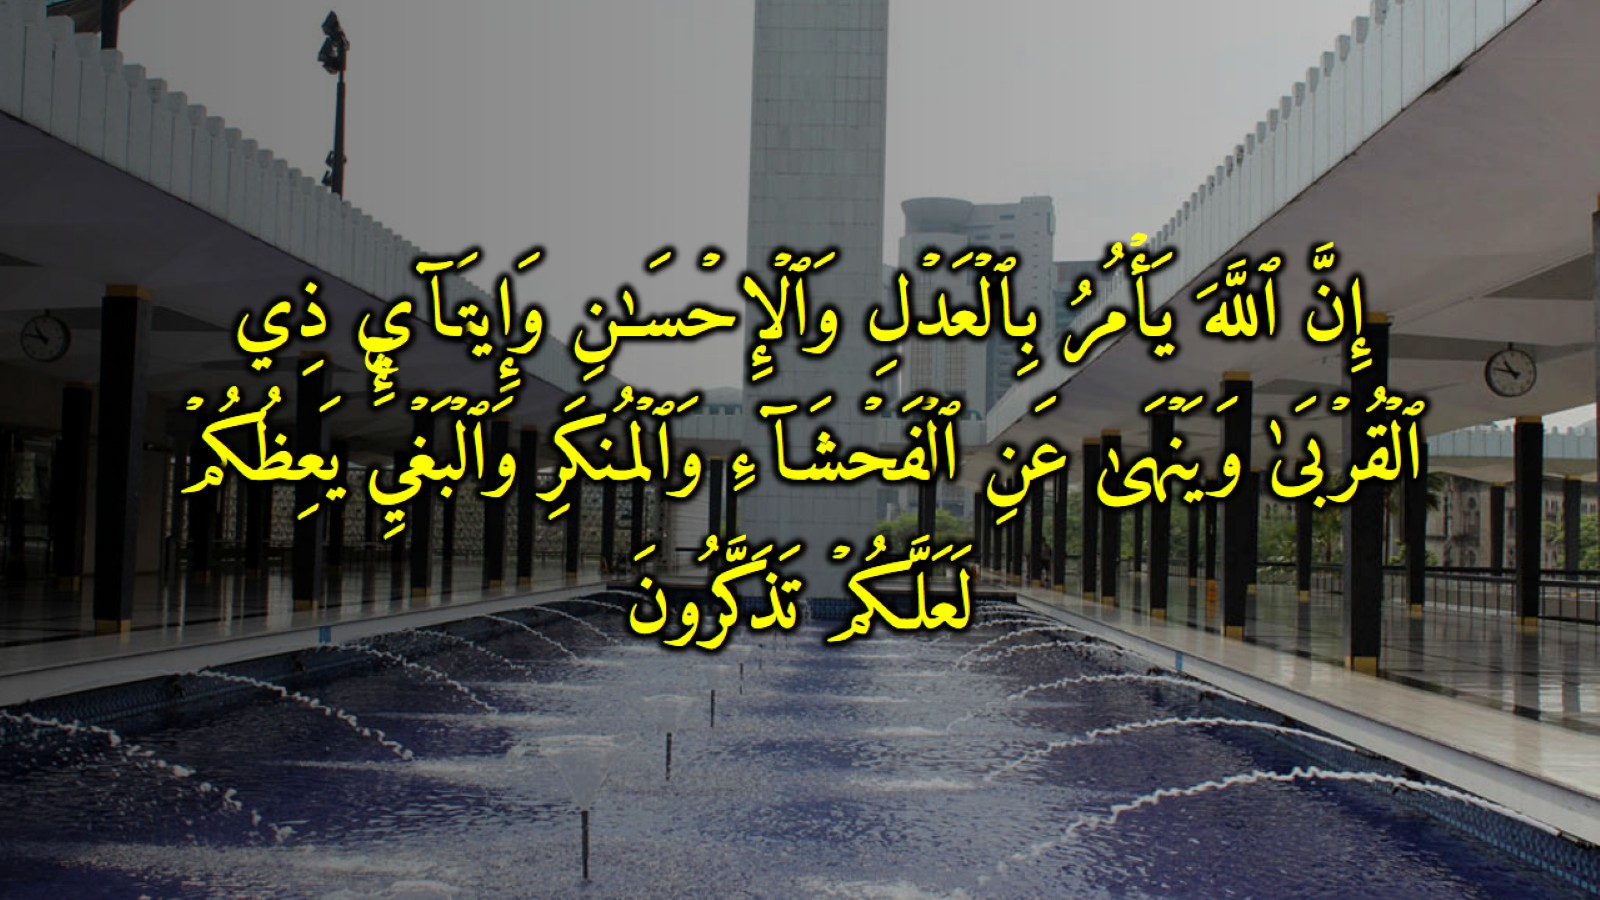 إِنَّ ٱللَّهَ يَأۡمُرُ بِٱلۡعَدۡلِ وَٱلۡإِحۡسَٰنِ وَإِيتَآيِٕ ذِي
ٱلۡقُرۡبَىٰ وَيَنۡهَىٰ عَنِ ٱلۡفَحۡشَآءِ وَٱلۡمُنكَرِ وَٱلۡبَغۡيِ يَعِظُكُمۡ
لَعَلَّكُمۡ تَذَكَّرُونَ